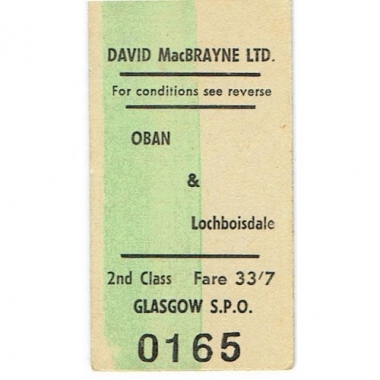 DAVID MacBRAYNE LTD.
For conditions see reverse
OBAN
&
Lochboisdale
2nd Class Fare 33'7
GLASGOW S.P.O.
0165